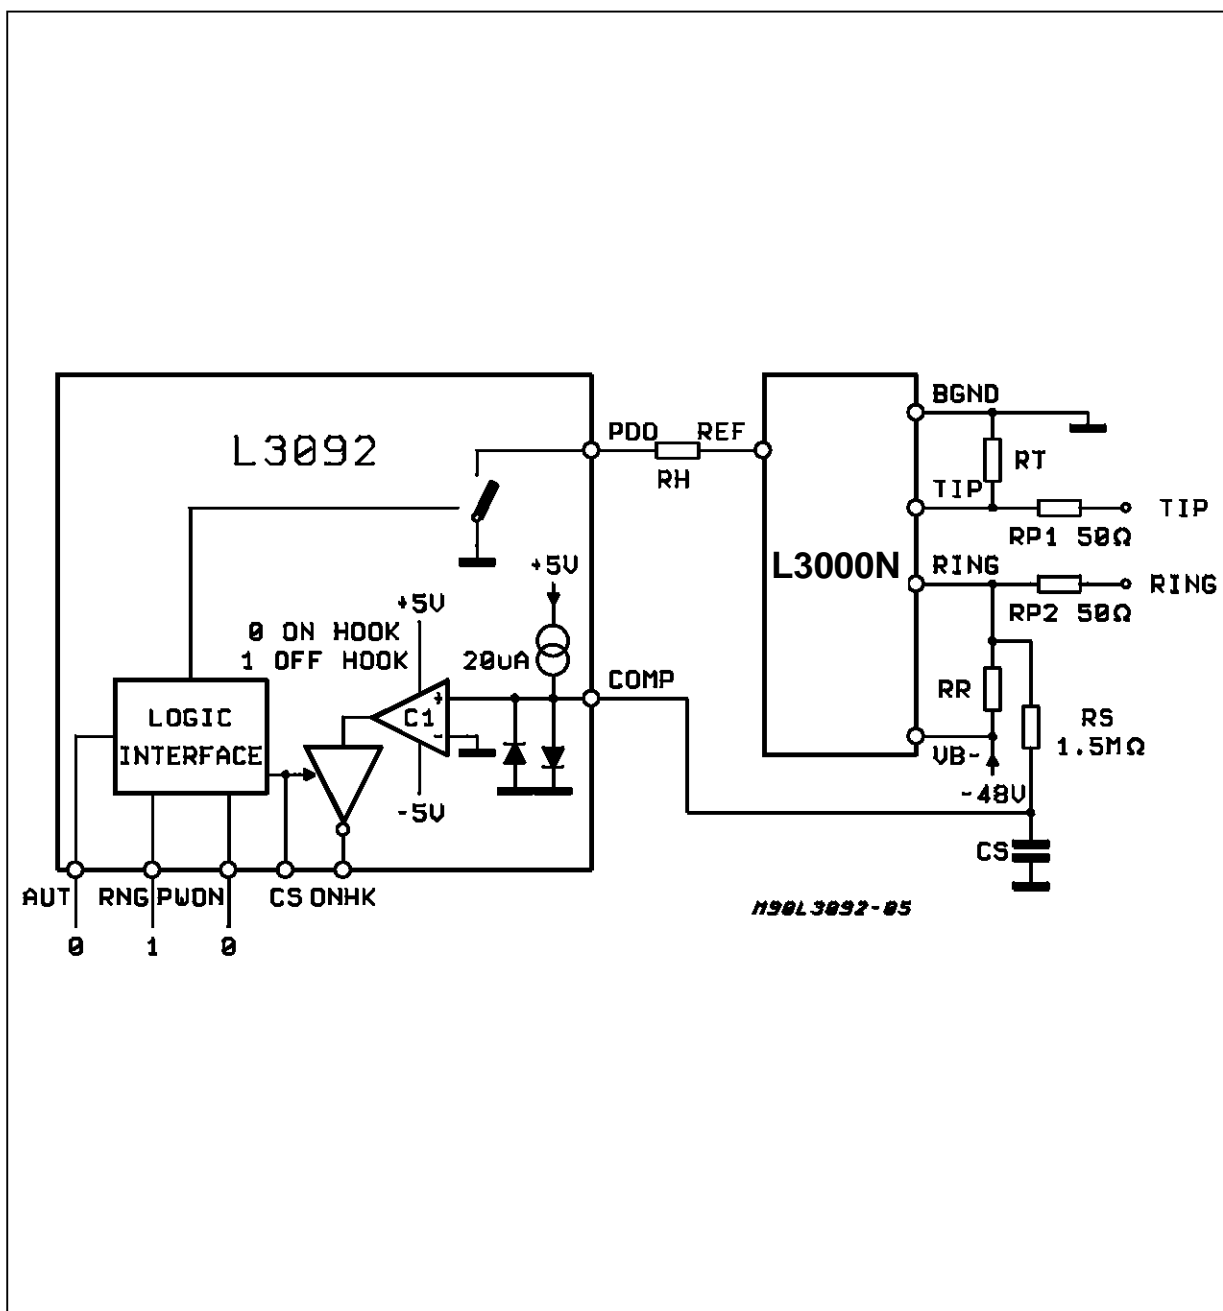 L3092
PDO
REF
RH
BGND
RT
TIP
TIP
RP1 50Ω
L3000N
RING
RING
RP2 50Ω
+5V
+5V
0 ON HOOK
1 OFF HOOK
20uA
COMP
LOGIC
INTERFACE
C1
+
-
RR
RS
1.5MΩ
VB-
-48V
-5V
CS
AUT
RNG
PWDN
CS
ONHK
M90L3092-05
0
1
0